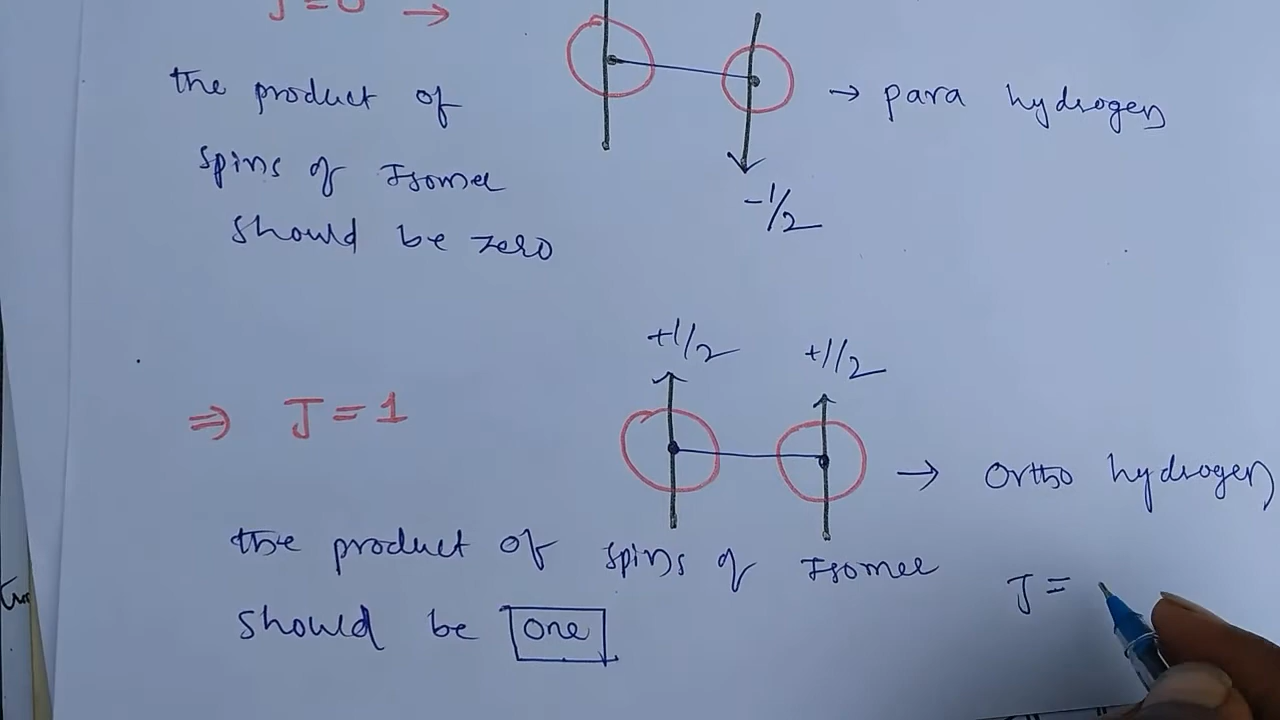 J = 0 →
the product of
spins of Isomer
should be zero
→ para hydrogen
-1/2
⇒ J = 1
+1/2 +1/2
→ Ortho hydrogen
the product of spins of Isomer
should be one
J =